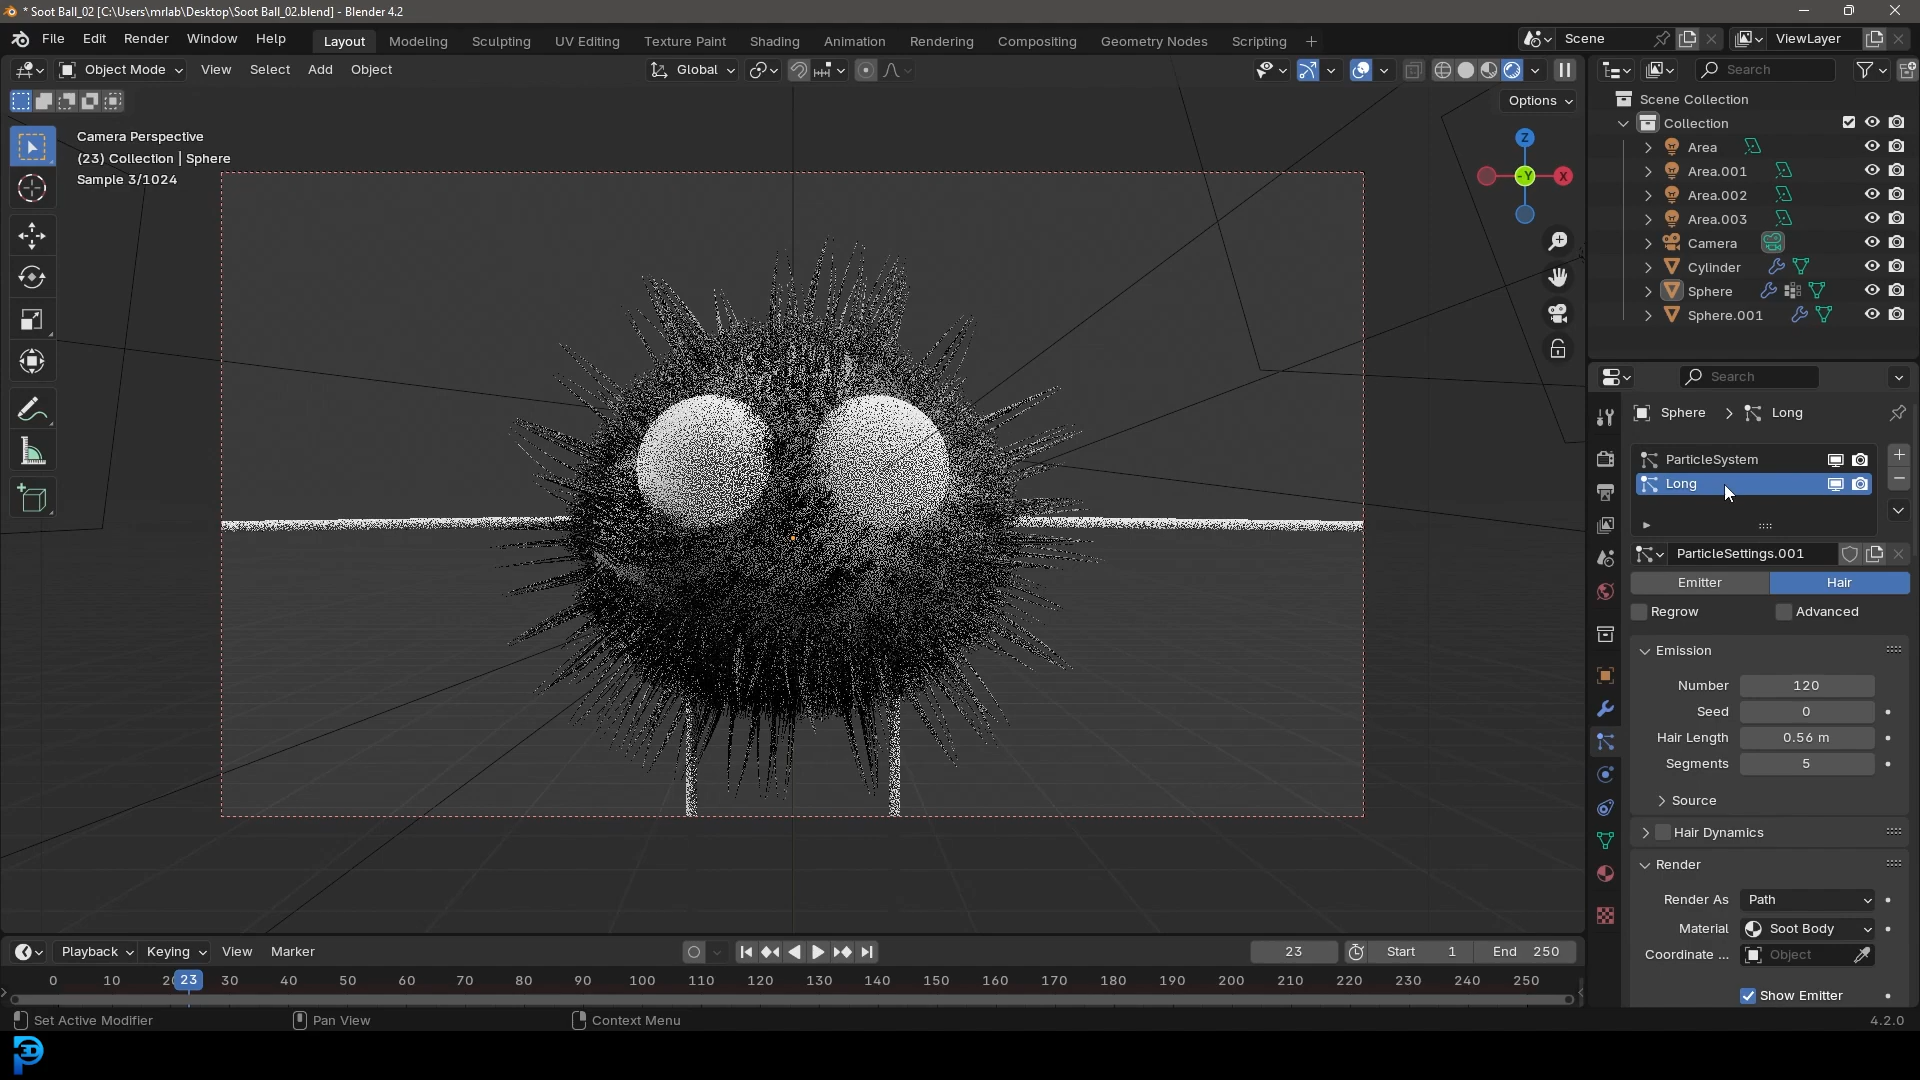 * Soot Ball_02 [C:\Users\mrlab\Desktop\Soot Ball_02.blend] - Blender 4.2
File Edit Render Window Help Layout Modeling Sculpting UV Editing Texture Paint Shading Animation Rendering Compositing Geometry Nodes Scripting + Scene ViewLayer
Object Mode View Select Add Object Global Search
Options
Camera Perspective
(23) Collection | Sphere
Sample 3/1024
Z
-Y
X
Scene Collection
Collection
Area
Area.001
Area.002
Area.003
Camera
Cylinder
Sphere
Sphere.001
Search
Sphere > Long
ParticleSystem
Long
ParticleSettings.001
Emitter Hair
Regrow Advanced
Emission
Number 120
Seed 0
Hair Length 0.56 m
Segments 5
Source
Hair Dynamics
Render
Render As Path
Material Soot Body
Coordinate ... Object
Show Emitter
Playback Keying View Marker 23 Start 1 End 250
0 10 20 23 30 40 50 60 70 80 90 100 110 120 130 140 150 160 170 180 190 200 210 220 230 240 250
Set Active Modifier Pan View Context Menu 4.2.0